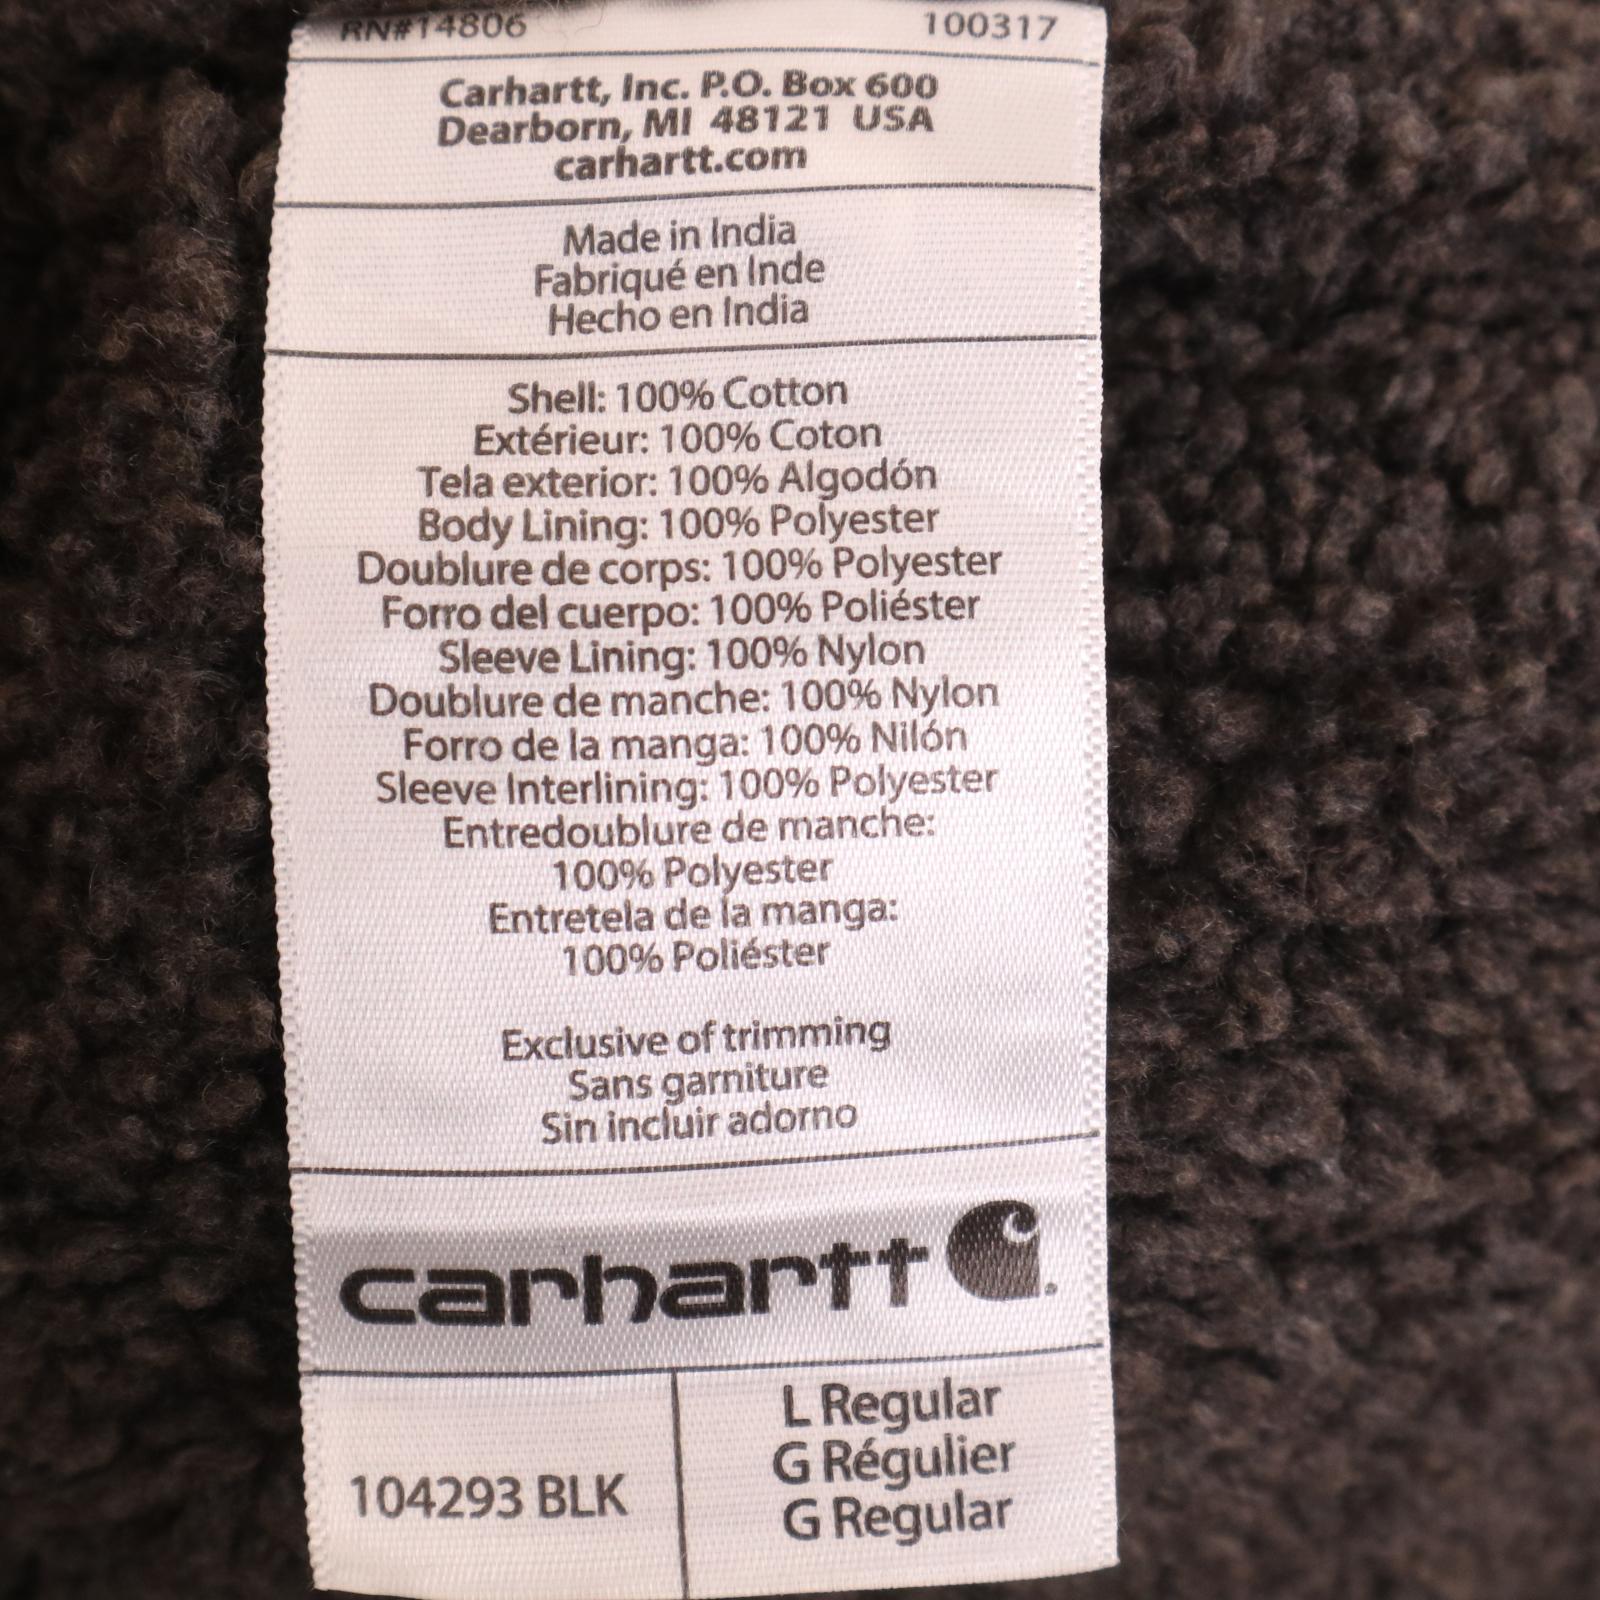 RN#14806 100317
Carhartt, Inc. P.O. Box 600
Dearborn, MI 48121 USA
carhartt.com
Made in India
Fabriqué en Inde
Hecho en India
Shell: 100% Cotton
Extérieur: 100% Coton
Tela exterior: 100% Algodón
Body Lining: 100% Polyester
Doublure de corps: 100% Polyester
Forro del cuerpo: 100% Poliéster
Sleeve Lining: 100% Nylon
Doublure de manche: 100% Nylon
Forro de la manga: 100% Nilón
Sleeve Interlining: 100% Polyester
Entredoublure de manche:
100% Polyester
Entretela de la manga:
100% Poliéster
Exclusive of trimming
Sans garniture
Sin incluir adorno
carhartt
104293 BLK
L Regular
G Régulier
G Regular